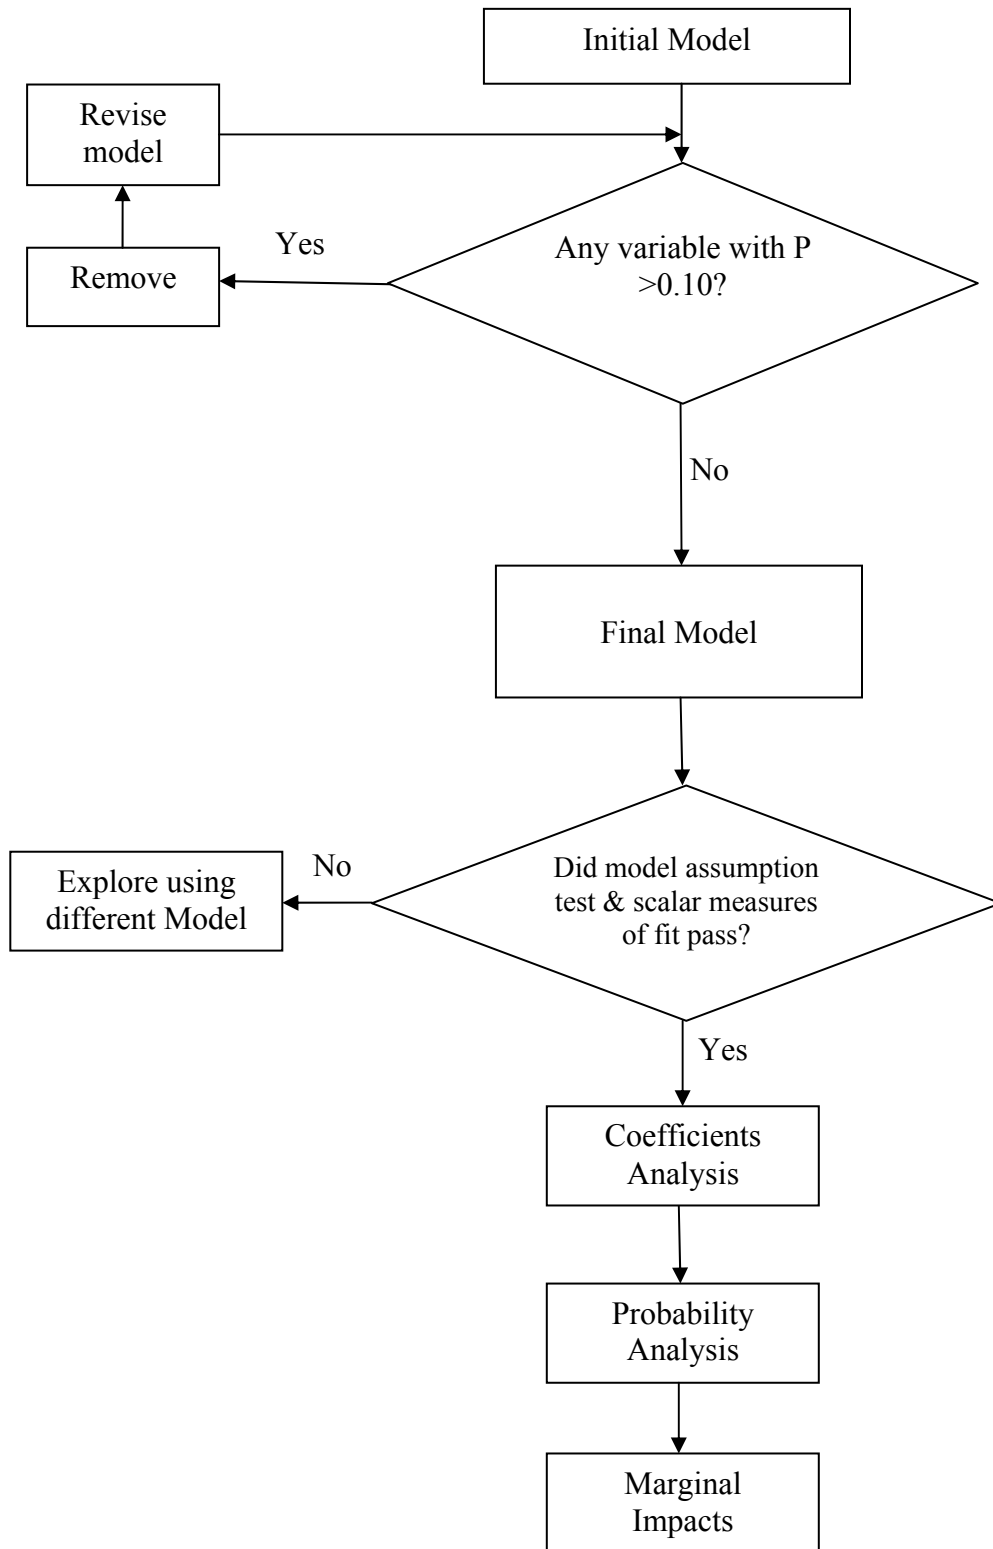 Initial Model
Revise
model
Yes
Any variable with P
>0.10?
Remove
No
Final Model
No
Did model assumption
test & scalar measures
of fit pass?
Explore using
different Model
Yes
Coefficients
Analysis
Probability
Analysis
Marginal
Impacts